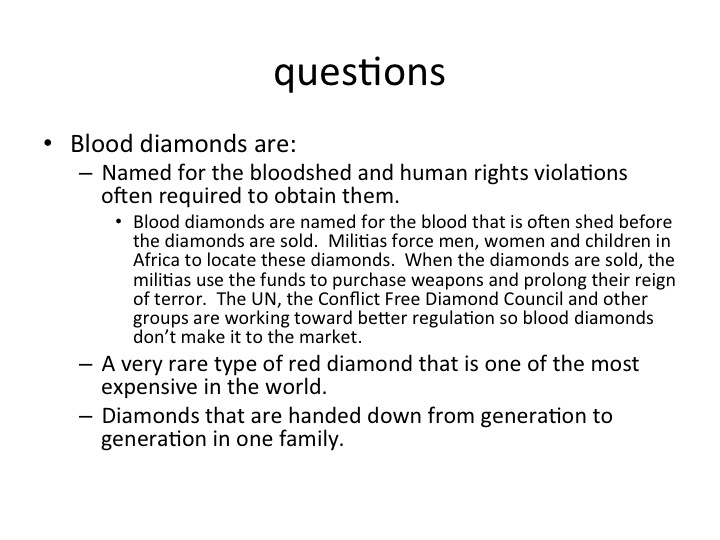 questions
• Blood diamonds are:
– Named for the bloodshed and human rights violations
often required to obtain them.
• Blood diamonds are named for the blood that is often shed before
the diamonds are sold.  Militias force men, women and children in
Africa to locate these diamonds.  When the diamonds are sold, the
militias use the funds to purchase weapons and prolong their reign
of terror.  The UN, the Conflict Free Diamond Council and other
groups are working toward better regulation so blood diamonds
don’t make it to the market.
– A very rare type of red diamond that is one of the most
expensive in the world.
– Diamonds that are handed down from generation to
generation in one family.